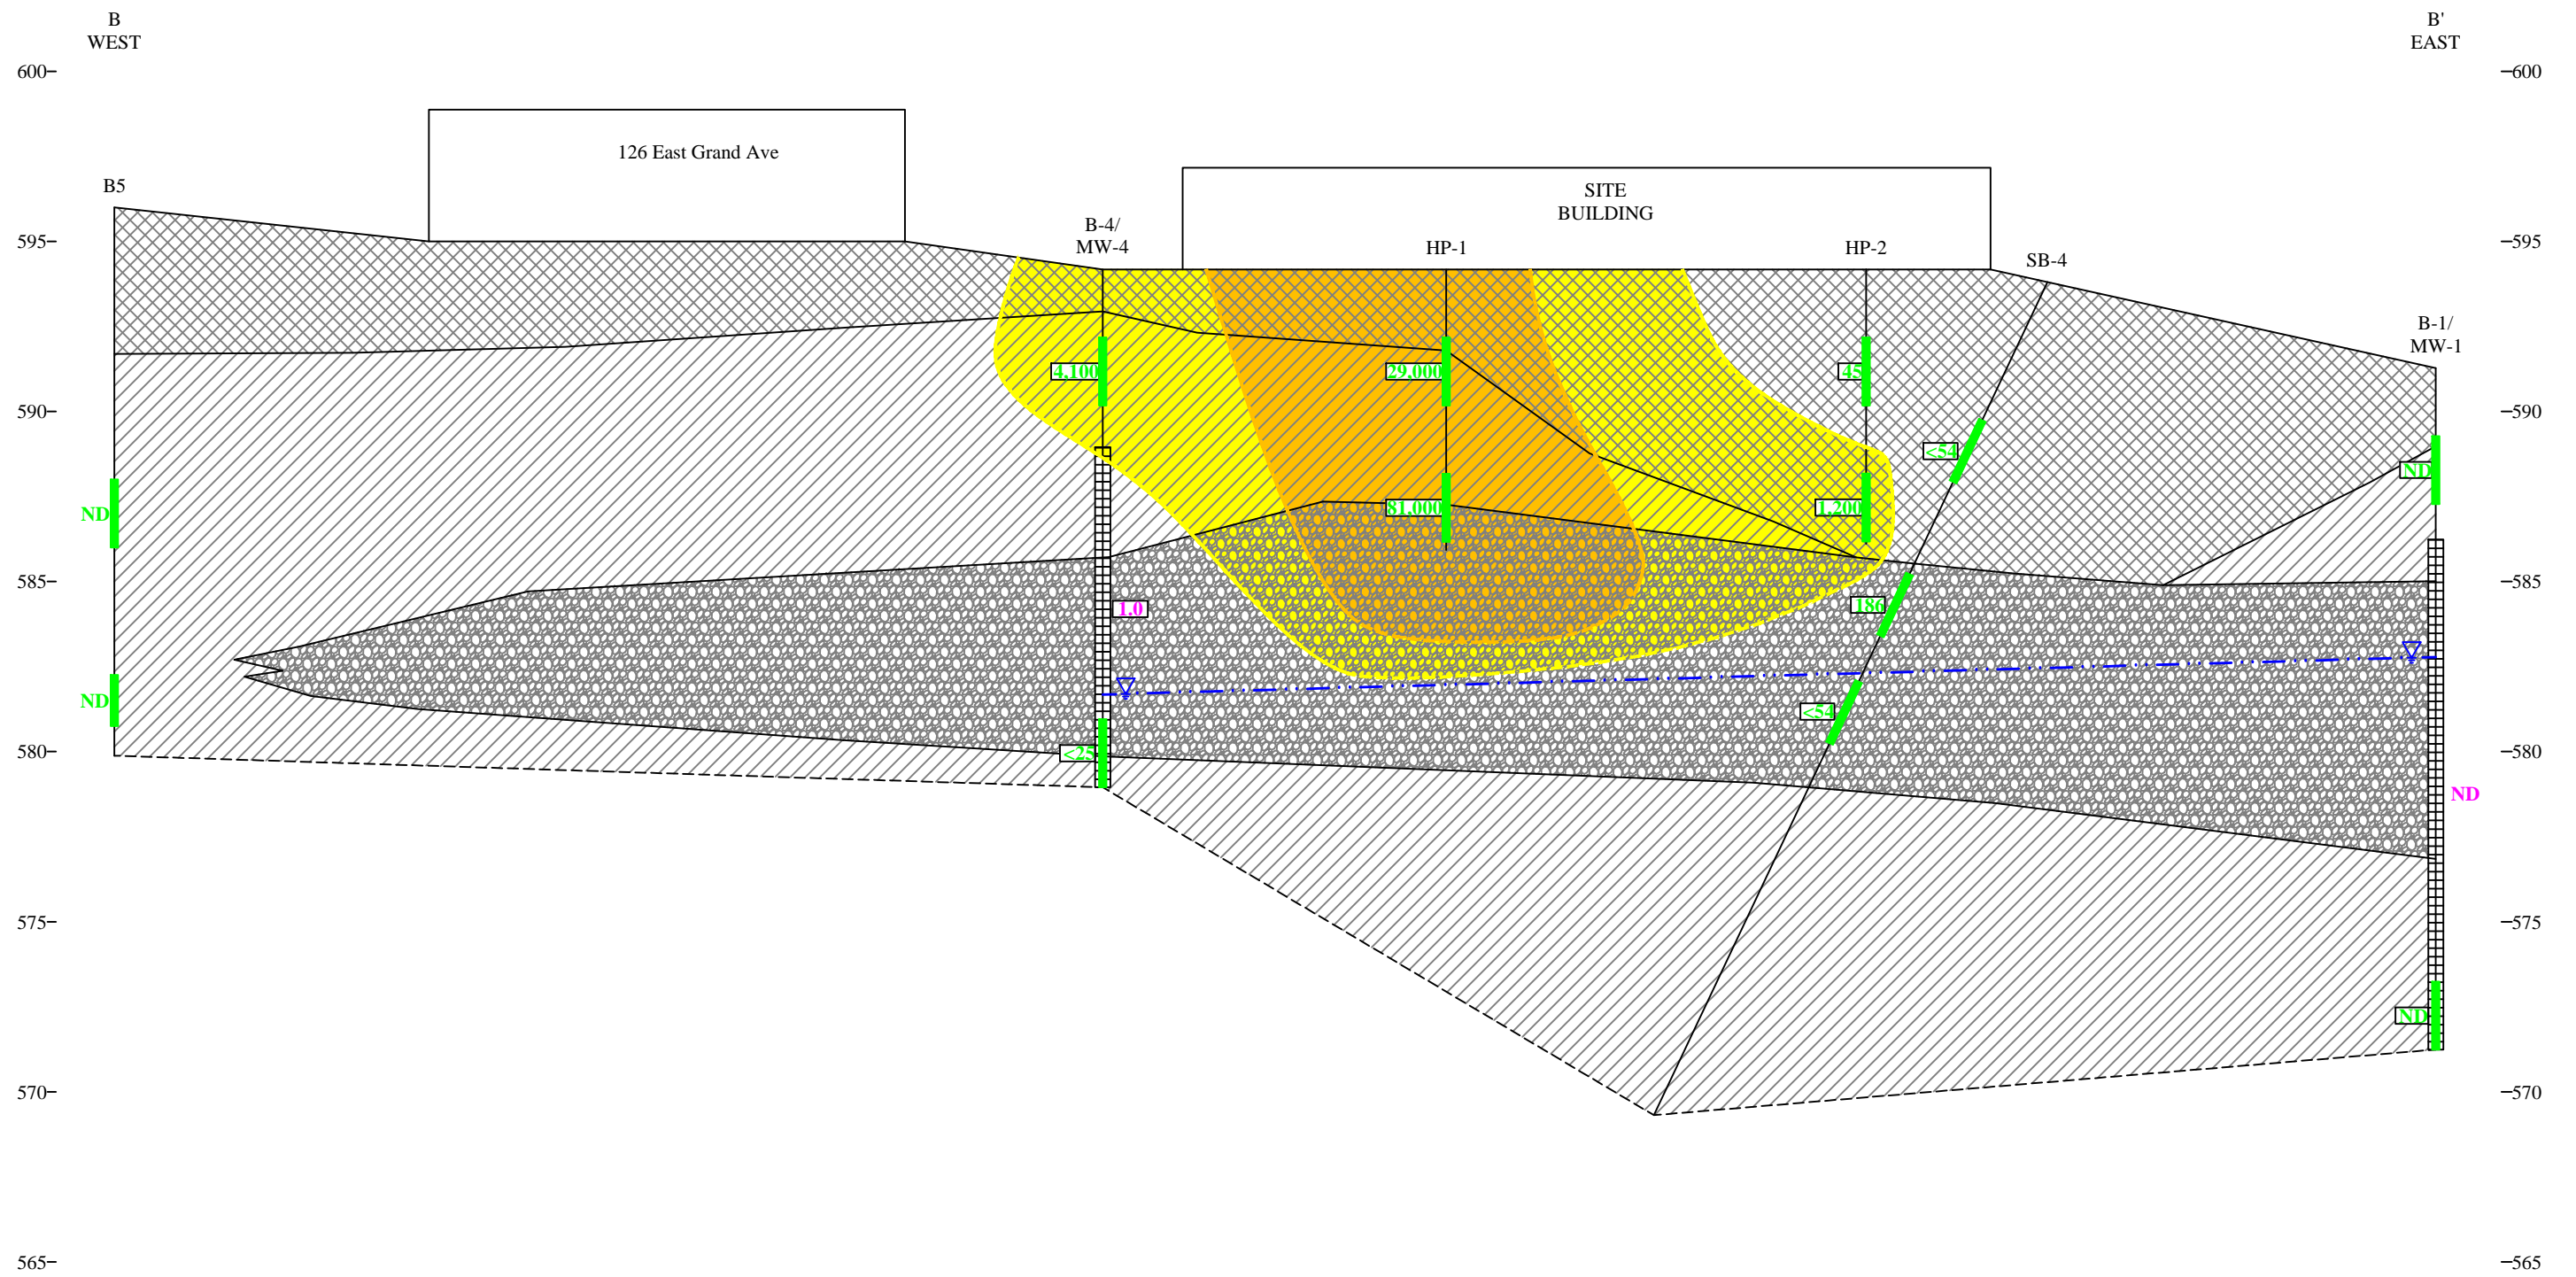 B
WEST
B'
EAST
600
600
126 East Grand Ave
B5
SITE
BUILDING
B-4/
MW-4
HP-1
HP-2
SB-4
595
595
B-1/
MW-1
4,100
29,000
45
590
590
<54
ND
ND
81,000
1,200
585
585
1.0
186
ND
<54
580
<25
580
ND
575
575
ND
570
570
565
565